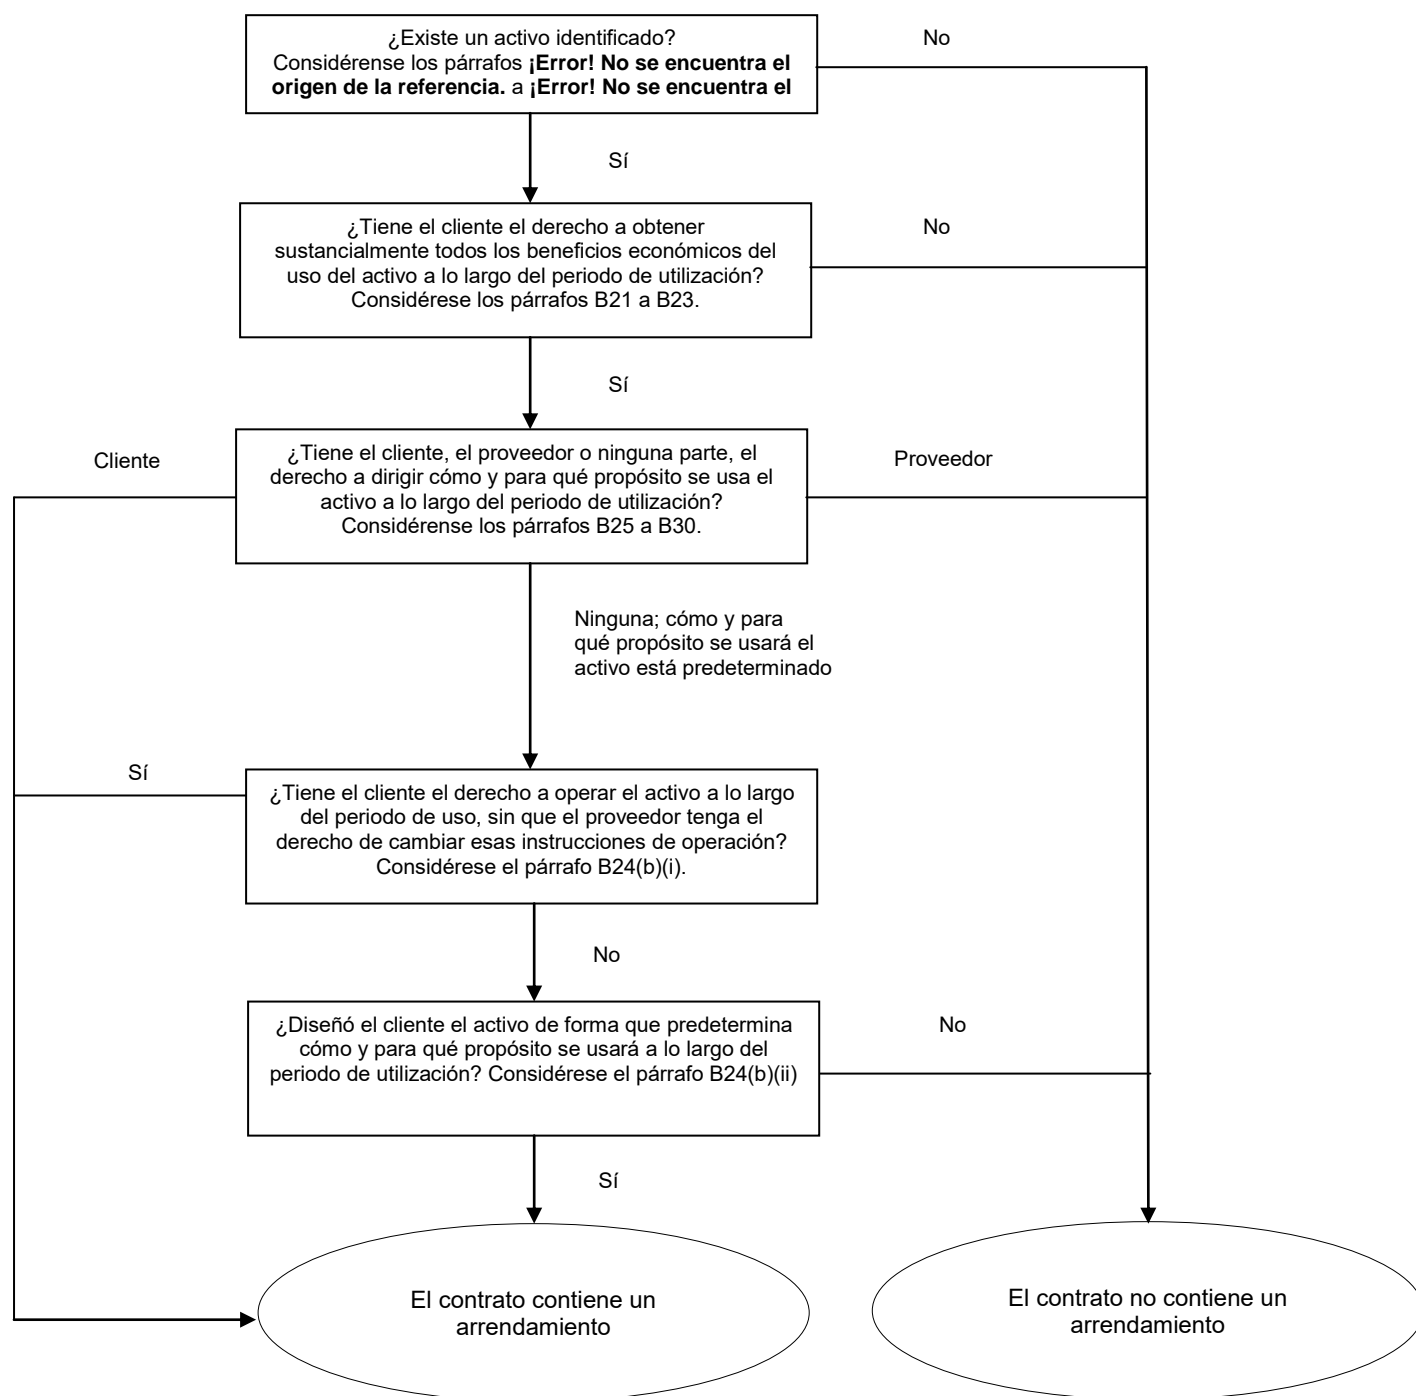 ¿Existe un activo identificado?
Considérense los párrafos ¡Error! No se encuentra el
origen de la referencia. a ¡Error! No se encuentra el
No
Sí
¿Tiene el cliente el derecho a obtener
sustancialmente todos los beneficios económicos del
uso del activo a lo largo del periodo de utilización?
Considérese los párrafos B21 a B23.
No
Sí
Cliente
¿Tiene el cliente, el proveedor o ninguna parte, el
derecho a dirigir cómo y para qué propósito se usa el
activo a lo largo del periodo de utilización?
Considérense los párrafos B25 a B30.
Proveedor
Ninguna; cómo y para
qué propósito se usará el
activo está predeterminado
Sí
¿Tiene el cliente el derecho a operar el activo a lo largo
del periodo de uso, sin que el proveedor tenga el
derecho de cambiar esas instrucciones de operación?
Considérese el párrafo B24(b)(i).
No
¿Diseñó el cliente el activo de forma que predetermina
cómo y para qué propósito se usará a lo largo del
periodo de utilización? Considérese el párrafo B24(b)(ii)
No
Sí
El contrato contiene un
arrendamiento
El contrato no contiene un
arrendamiento